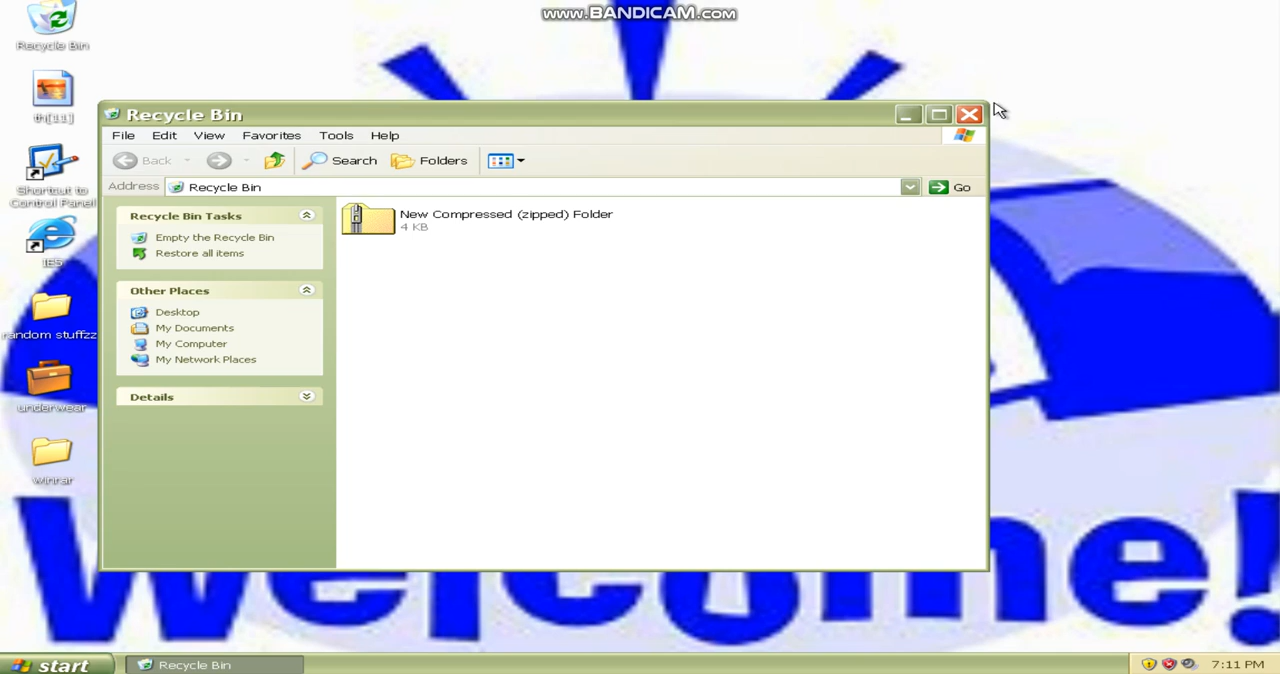 www.BANDICAM.com
Recycle Bin
th[11]
Shortcut to
Control Panel
IE5
random stuffzz
underwear
winrar
Recycle Bin
File Edit View Favorites Tools Help
Back Search Folders
Address Recycle Bin Go
Recycle Bin Tasks
Empty the Recycle Bin
Restore all items
Other Places
Desktop
My Documents
My Computer
My Network Places
Details
New Compressed (zipped) Folder
4 KB
Welcome!
start Recycle Bin 7:11 PM